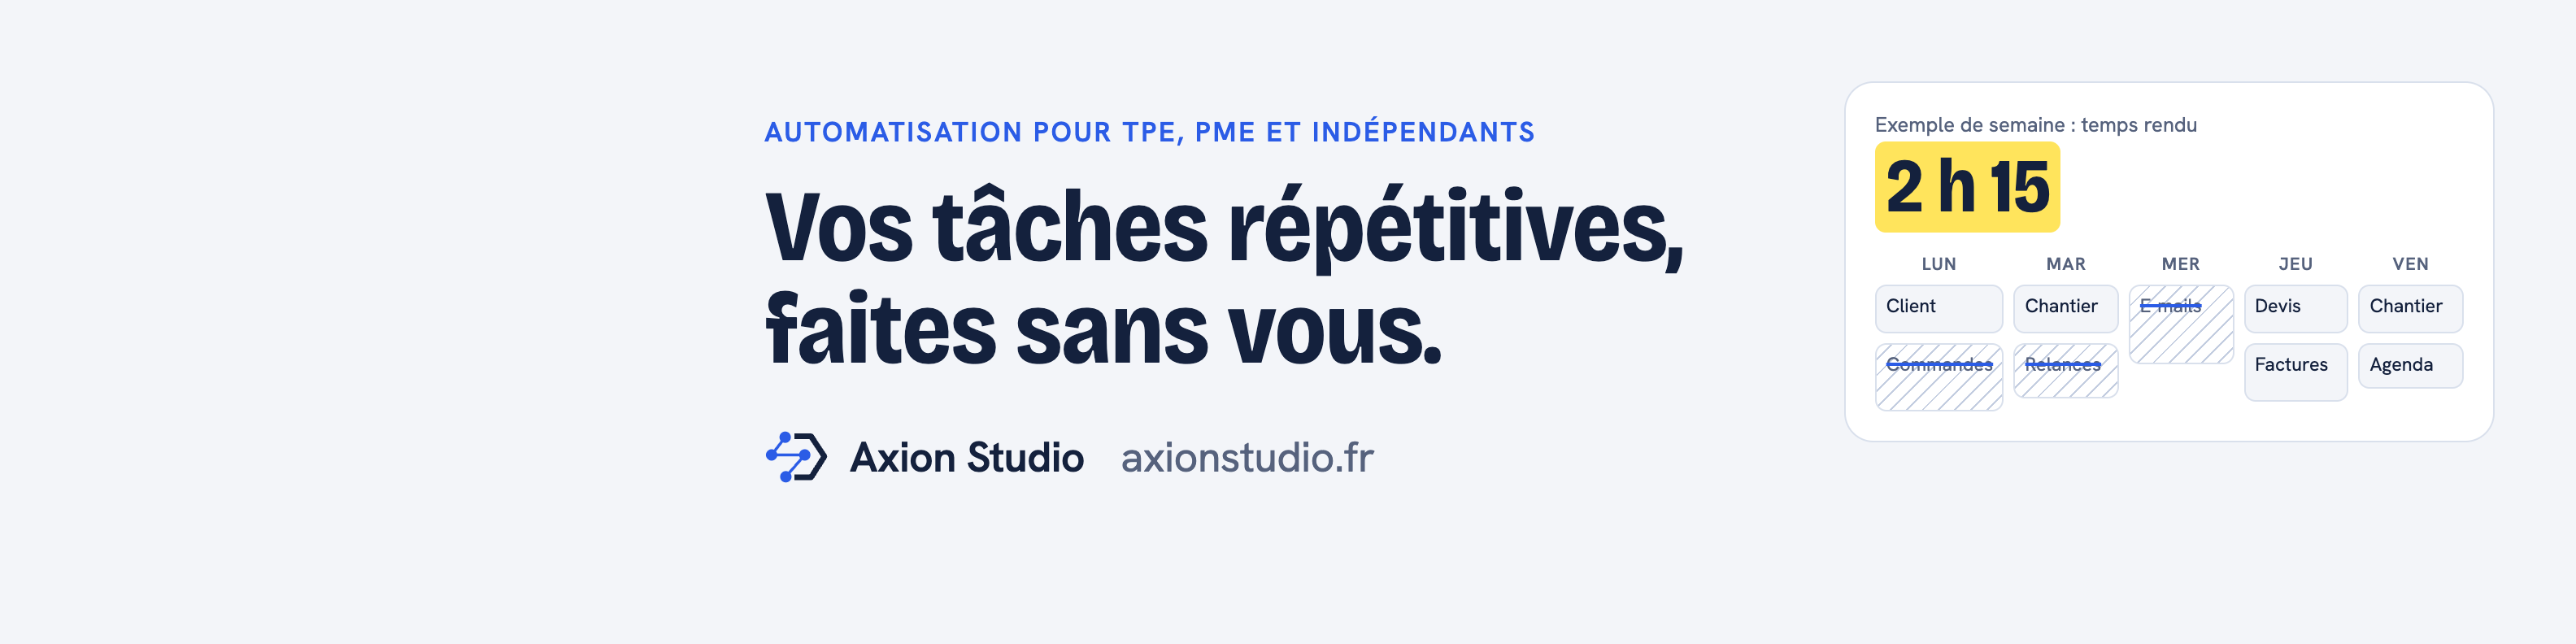 AUTOMATISATION POUR TPE, PME ET INDÉPENDANTS
Vos tâches répétitives,
faites sans vous.
Axion Studio axionstudio.fr
Exemple de semaine : temps rendu
2 h 15
LUN MAR MER JEU VEN
Client Chantier E-mails Devis Chantier
Commandes Relances Factures Agenda